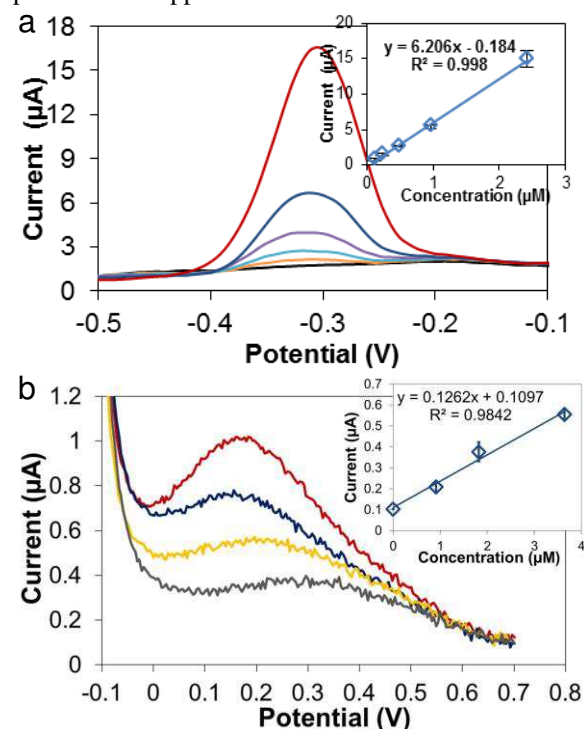 a
18
15
12
9
6
3
0
Current (µA)
-0.5 -0.4 -0.3 -0.2 -0.1
Potential (V)
20
15
10
5
0
Current (µA)
y = 6.206x - 0.184
R² = 0.998
0 1 2 3
Concentration (µM)
b
1.2
1
0.8
0.6
0.4
0.2
0
Current (µA)
-0.1 0 0.1 0.2 0.3 0.4 0.5 0.6 0.7 0.8
Potential (V)
0.7
0.6
0.5
0.4
0.3
0.2
0.1
0
Current (µA)
y = 0.1262x + 0.1097
R² = 0.9842
0 2 4
Concentration (µM)